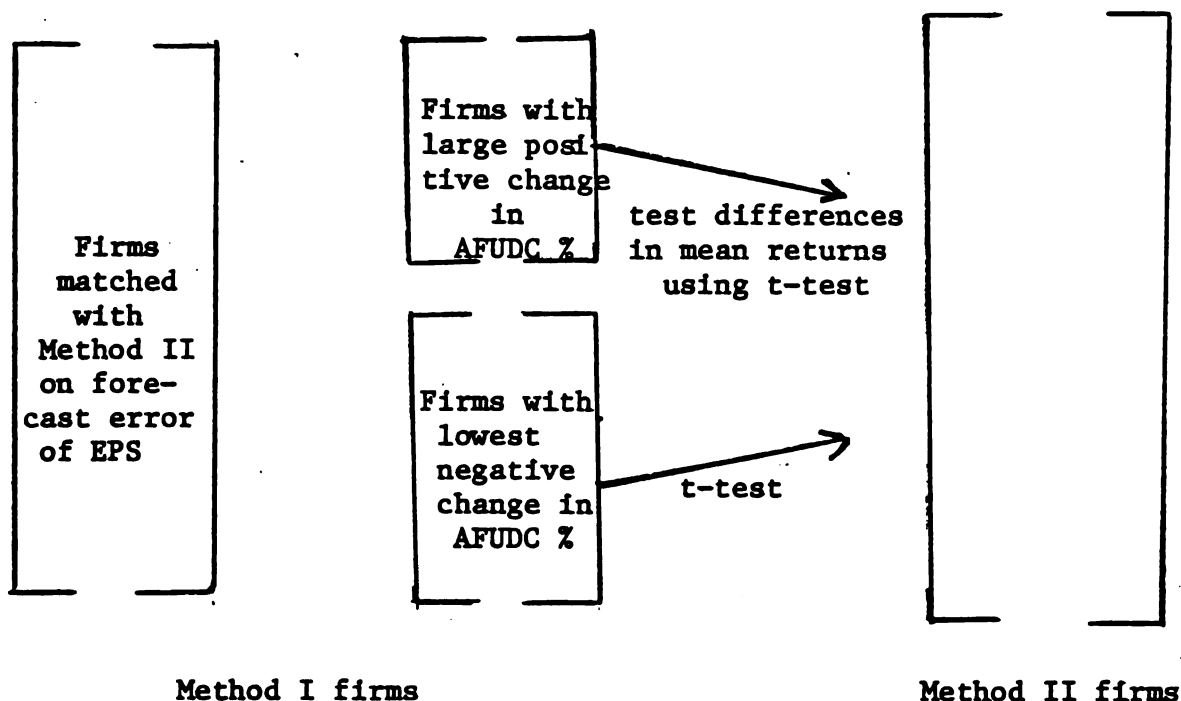 Firms
matched
with
Method II
on fore-
cast error
of EPS
Firms with
large posi-
tive change
in
AFUDC %
test differences
in mean returns
using t-test
Firms with
lowest
negative
change in
AFUDC %
t-test
Method I firms
Method II firms